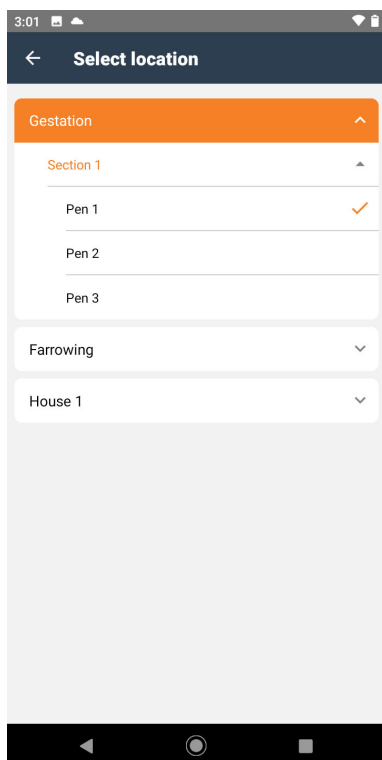 3:01
Select location
Gestation
Section 1
Pen 1
Pen 2
Pen 3
Farrowing
House 1